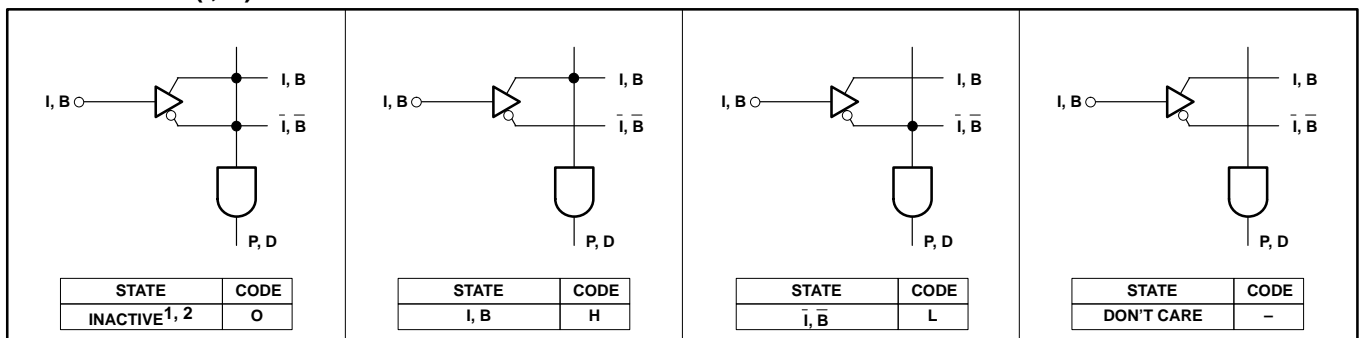 I, B
I, B
I̅, B̅
P, D
STATE CODE
INACTIVE1, 2 O
I, B
I, B
I̅, B̅
P, D
STATE CODE
I, B H
I, B
I, B
I̅, B̅
P, D
STATE CODE
I̅, B̅ L
I, B
I, B
I̅, B̅
P, D
STATE CODE
DON'T CARE –